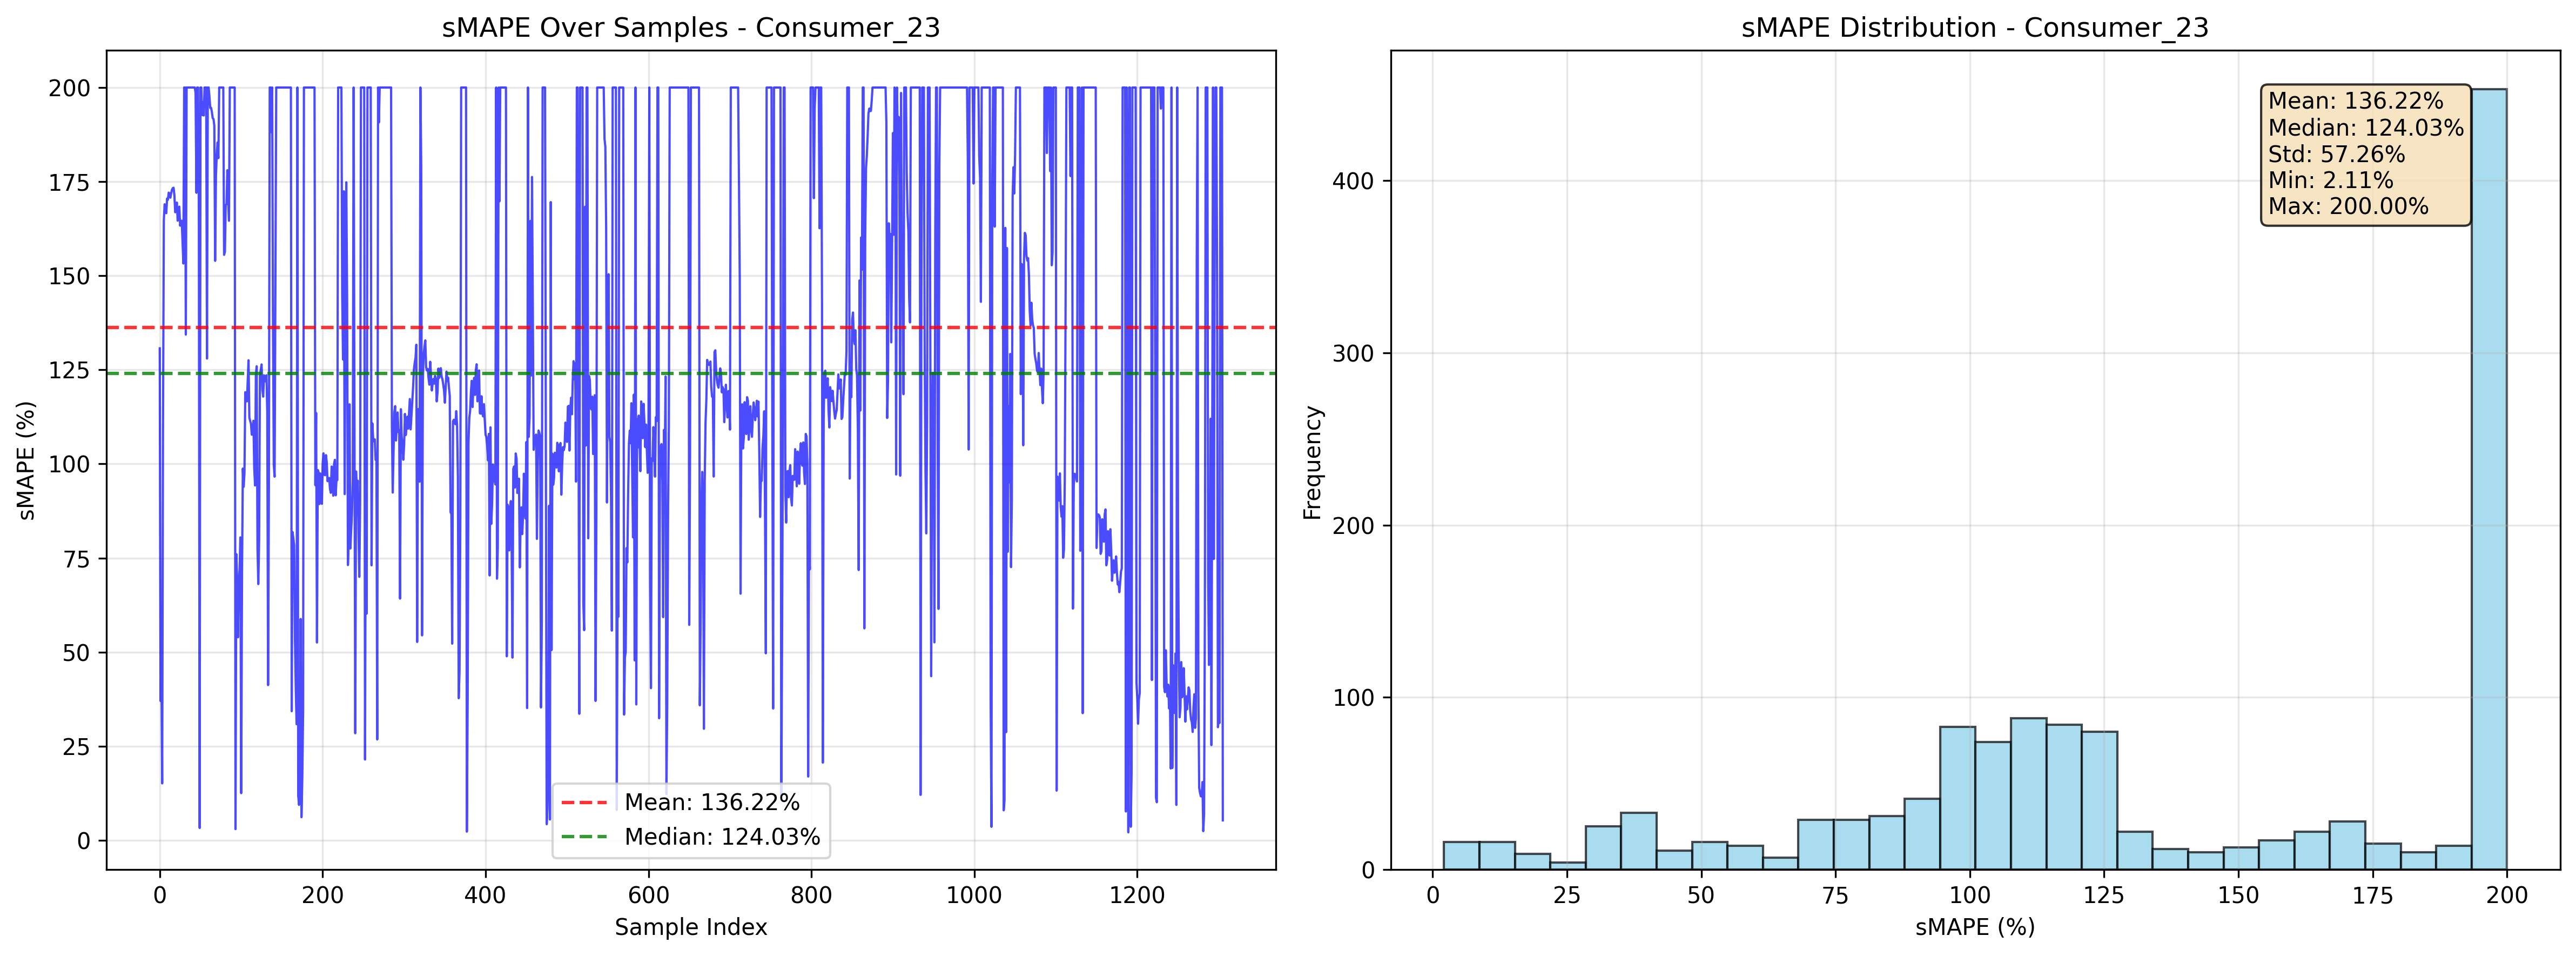 sMAPE Over Samples - Consumer_23
sMAPE (%)
200
175
150
125
100
75
50
25
0
Mean: 136.22%
Median: 124.03%
0 200 400 600 800 1000 1200
Sample Index
sMAPE Distribution - Consumer_23
Frequency
400
300
200
100
0
Mean: 136.22%
Median: 124.03%
Std: 57.26%
Min: 2.11%
Max: 200.00%
0 25 50 75 100 125 150 175 200
sMAPE (%)